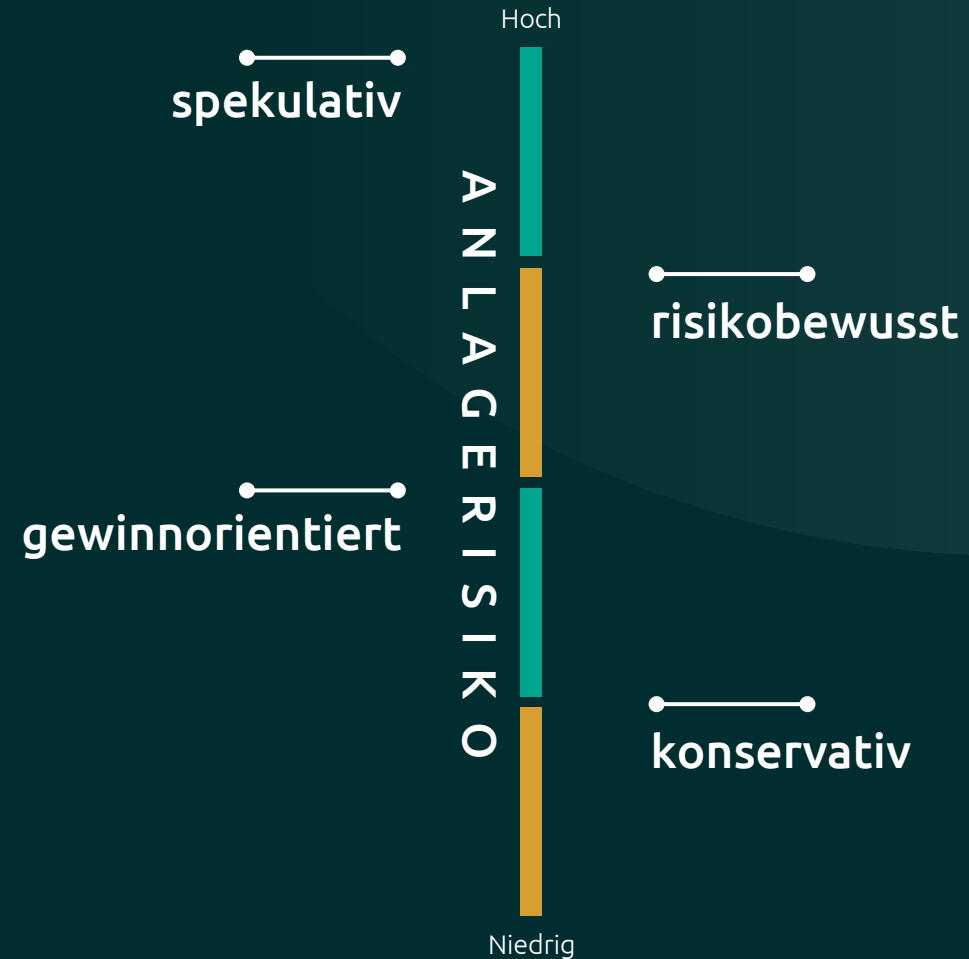 Hoch
spekulativ
ANLAGERISIKO
risikobewusst
gewinnorientiert
konservativ
Niedrig